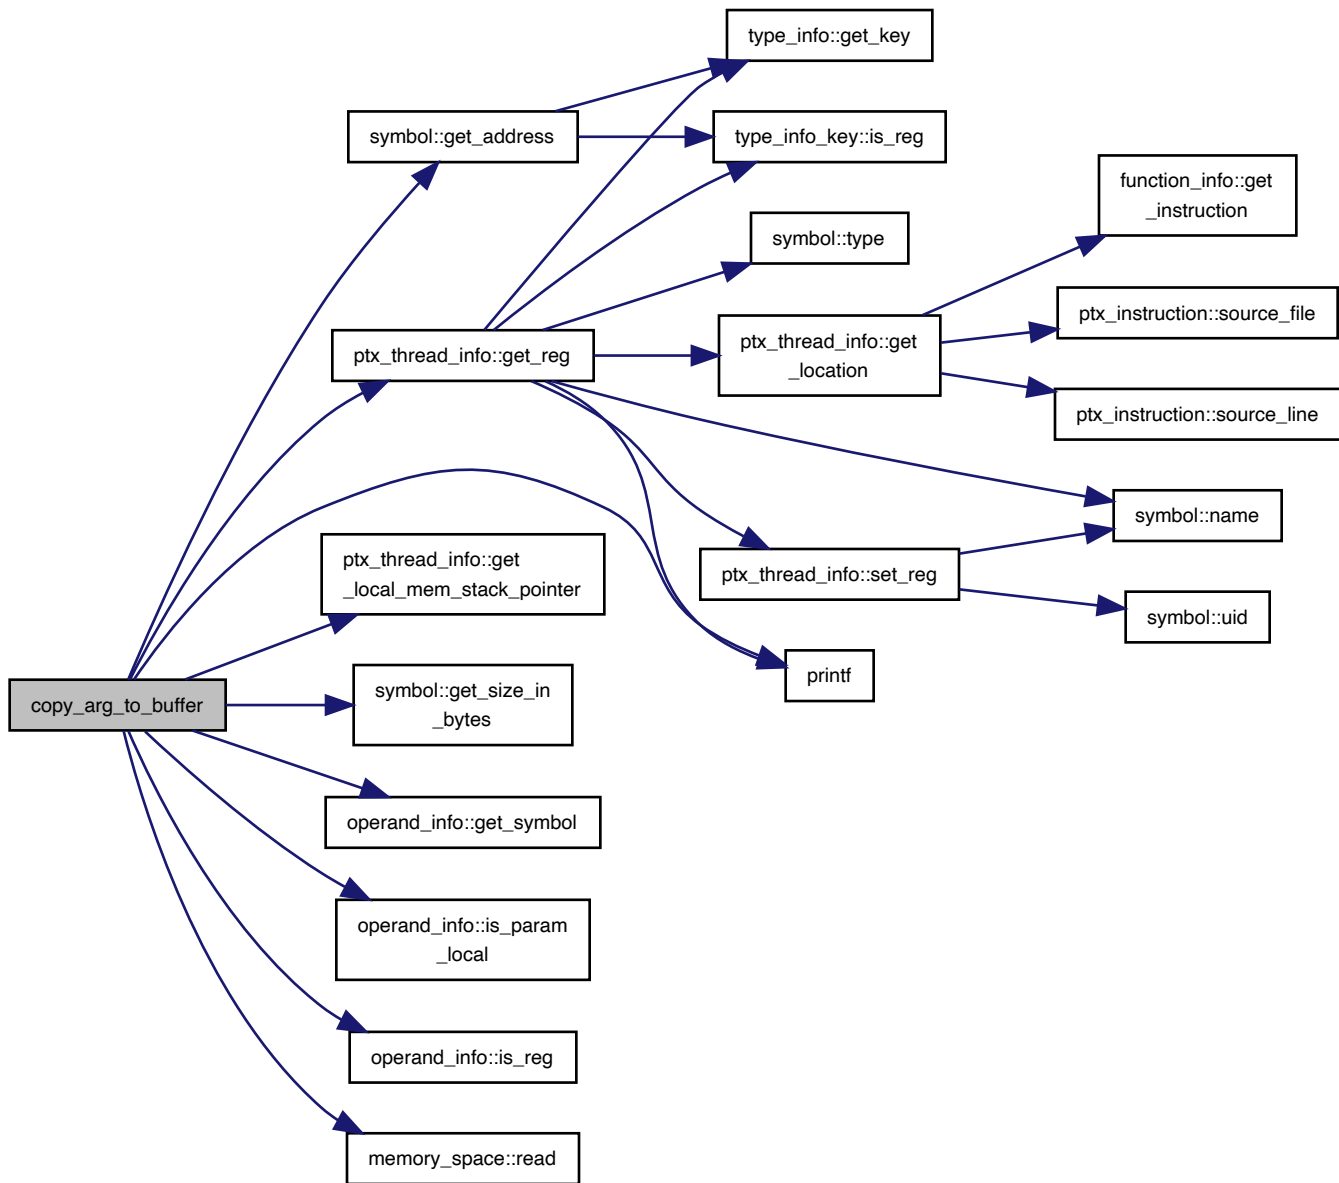 type_info::get_key
symbol::get_address
type_info_key::is_reg
function_info::get
_instruction
symbol::type
ptx_instruction::source_file
ptx_thread_info::get_reg
ptx_thread_info::get
_location
ptx_instruction::source_line
symbol::name
ptx_thread_info::get
_local_mem_stack_pointer
ptx_thread_info::set_reg
symbol::uid
printf
copy_arg_to_buffer
symbol::get_size_in
_bytes
operand_info::get_symbol
operand_info::is_param
_local
operand_info::is_reg
memory_space::read